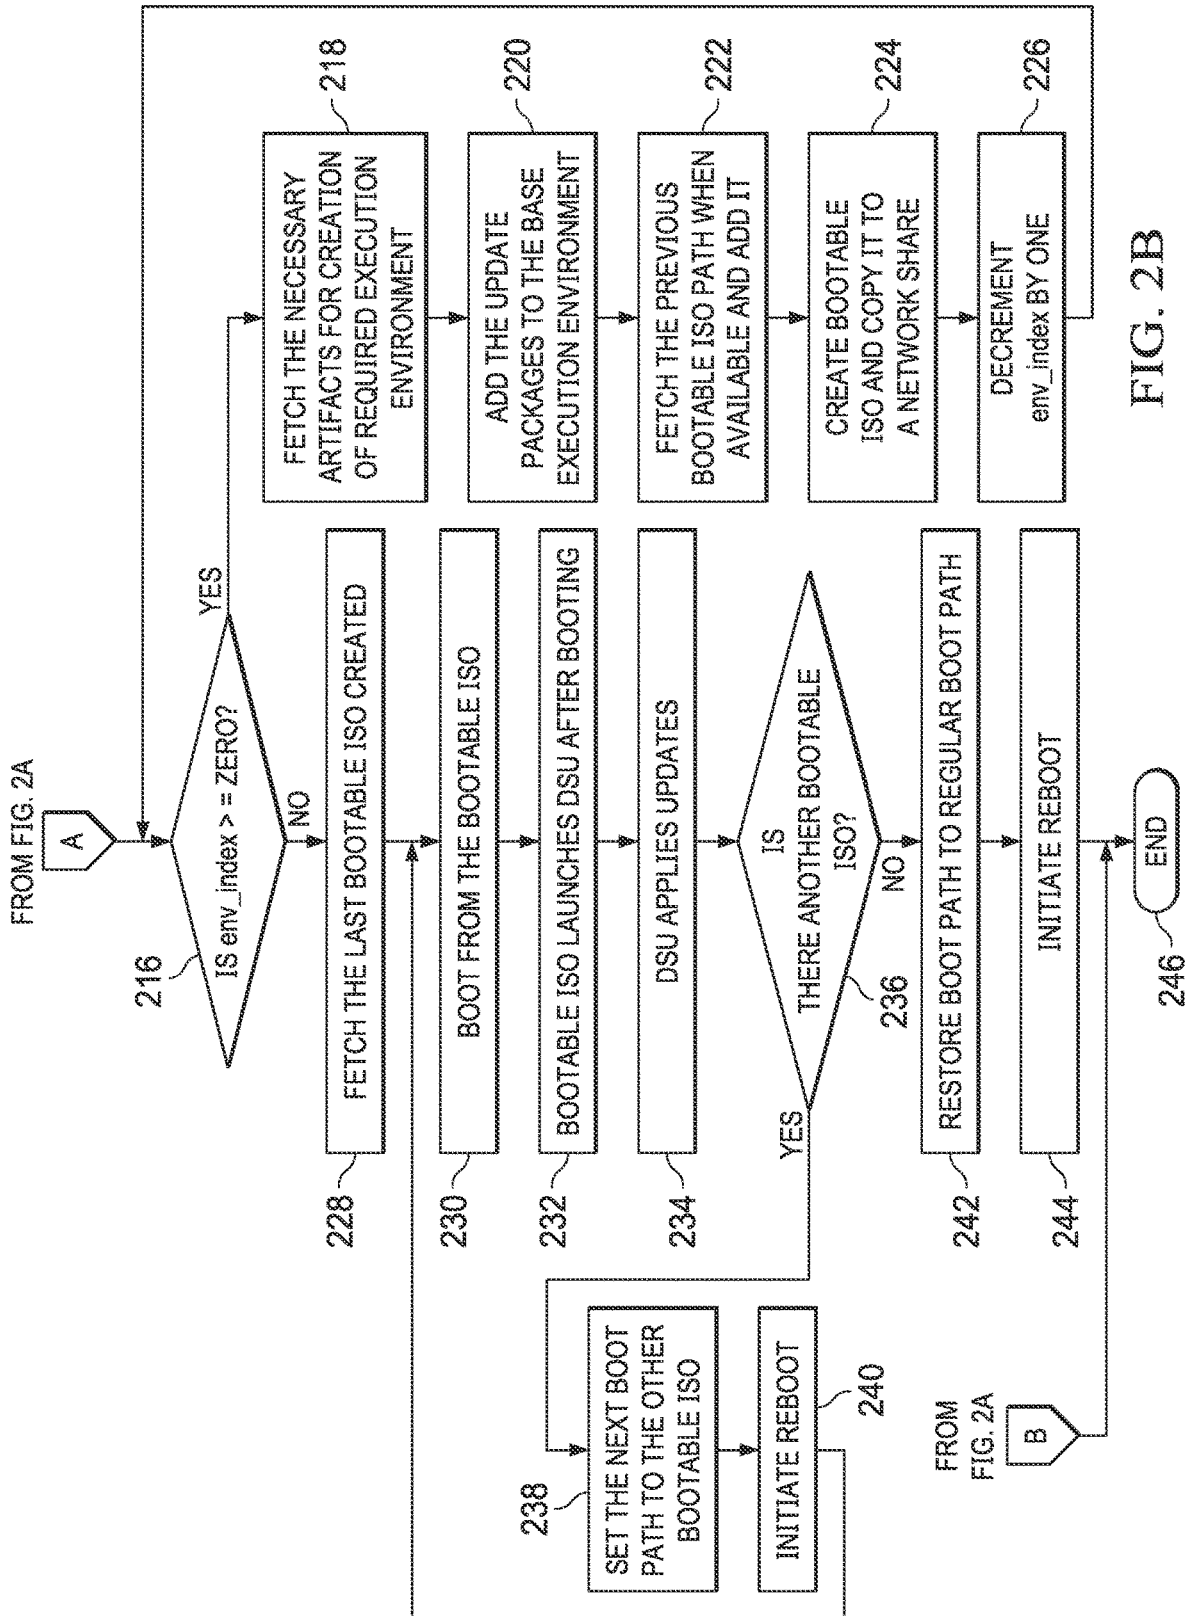 FROM FIG. 2A
A
216
IS env_index > = ZERO?
YES
NO
FETCH THE NECESSARY
ARTIFACTS FOR CREATION
OF REQUIRED EXECUTION
ENVIRONMENT
218
ADD THE UPDATE
PACKAGES TO THE BASE
EXECUTION ENVIRONMENT
220
FETCH THE PREVIOUS
BOOTABLE ISO PATH WHEN
AVAILABLE AND ADD IT
222
CREATE BOOTABLE
ISO AND COPY IT TO
A NETWORK SHARE
224
DECREMENT
env_index BY ONE
226
228
FETCH THE LAST BOOTABLE ISO CREATED
230
BOOT FROM THE BOOTABLE ISO
232
BOOTABLE ISO LAUNCHES DSU AFTER BOOTING
234
DSU APPLIES UPDATES
IS
THERE ANOTHER BOOTABLE
ISO?
236
YES
NO
238
SET THE NEXT BOOT
PATH TO THE OTHER
BOOTABLE ISO
INITIATE REBOOT
240
242
RESTORE BOOT PATH TO REGULAR BOOT PATH
244
INITIATE REBOOT
FROM
FIG. 2A
B
END
246
FIG. 2B